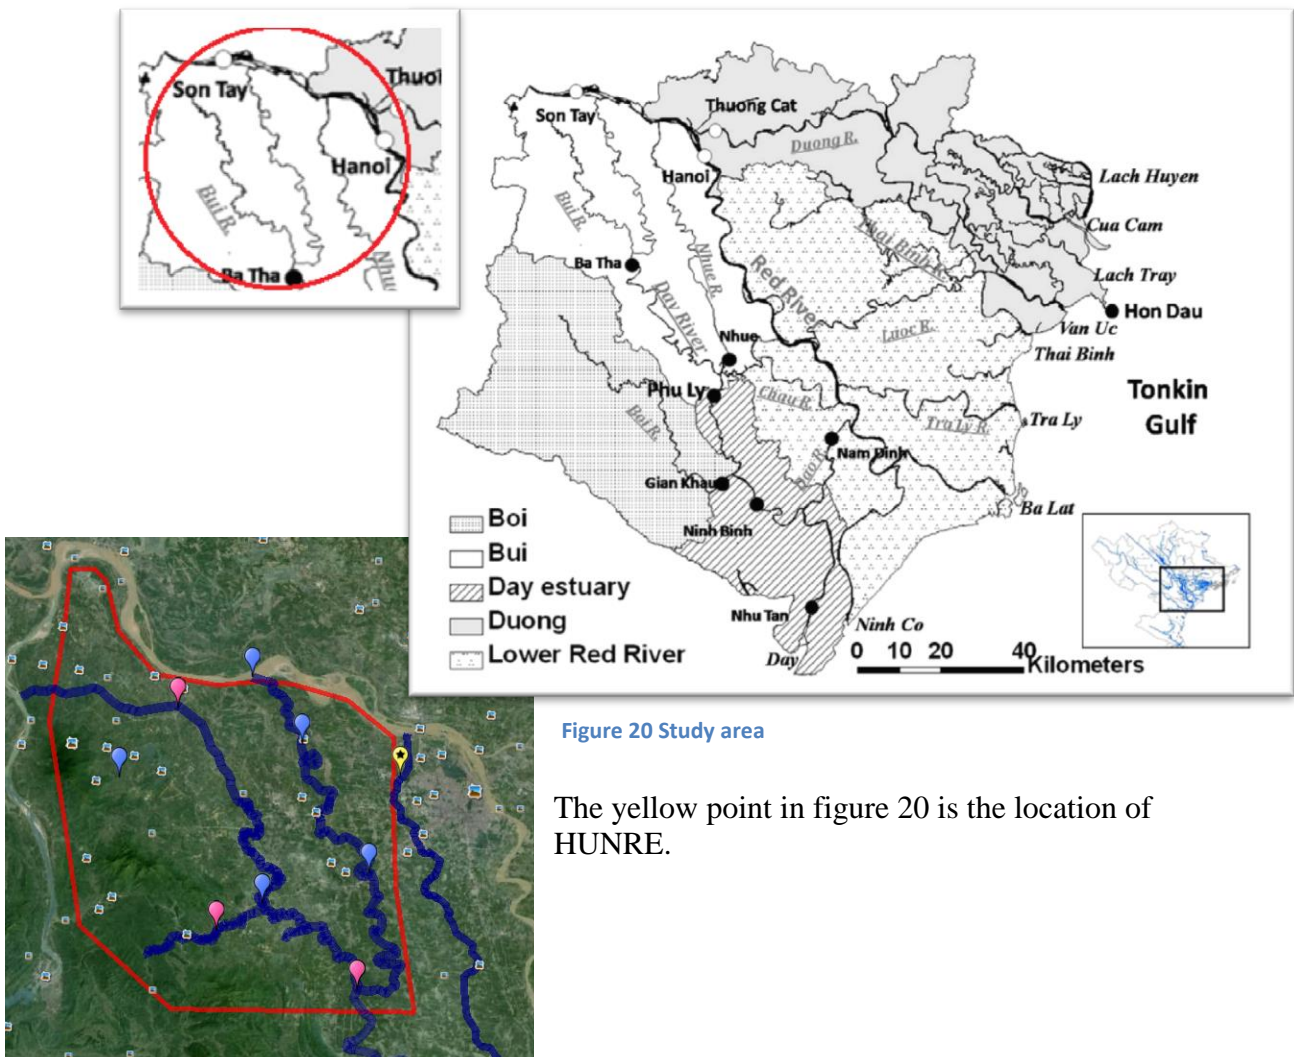 Son Tay
Thuoi
Hanoi
Bui R.
Ba Tha
Nhu
Son Tay
Thuong Cat
Duong R.
Hanoi
Lach Huyen
Bui R.
Cua Cam
Thai Binh R.
Ba Tha
Nhue R.
Lach Tray
Red River
Day River
Hon Dau
Van Uc
Luoc R.
Nhue
Thai Binh
Phu Ly
Chau R.
Tonkin
Gulf
Boi R.
Tra Ly R.
Tra Ly
Dao R.
Nam Dinh
Gian Khau
Ba Lat
Ninh Binh
Boi
Bui
Day estuary
Duong
Lower Red River
Nhu Tan
Ninh Co
Day
0 10 20 40 Kilometers
Figure 20 Study area
The yellow point in figure 20 is the location of
HUNRE.